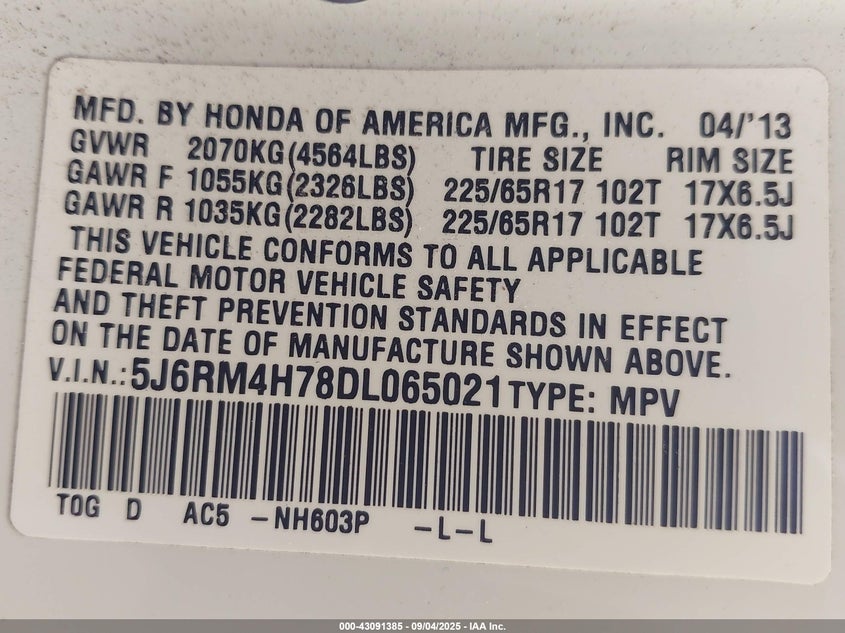 MFD. BY HONDA OF AMERICA MFG., INC. 04/'13
GVWR 2070KG(4564LBS) TIRE SIZE RIM SIZE
GAWR F 1055KG(2326LBS) 225/65R17 102T 17X6.5J
GAWR R 1035KG(2282LBS) 225/65R17 102T 17X6.5J
THIS VEHICLE CONFORMS TO ALL APPLICABLE
FEDERAL MOTOR VEHICLE SAFETY
AND THEFT PREVENTION STANDARDS IN EFFECT
ON THE DATE OF MANUFACTURE SHOWN ABOVE.
V.I.N.: 5J6RM4H78DL065021 TYPE: MPV
T0G D AC5 -NH603P -L-L
000-43091385 - 09/04/2025 - IAA Inc.